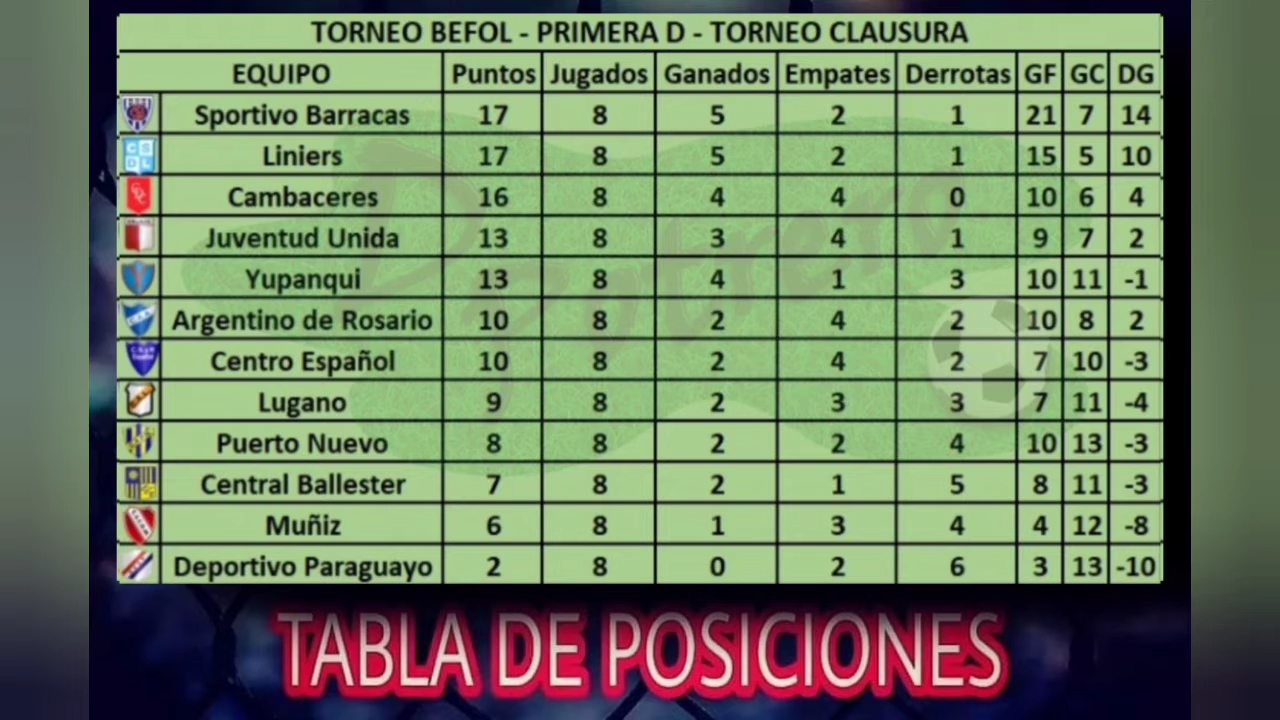 TORNEO BEFOL - PRIMERA D - TORNEO CLAUSURA
EQUIPO Puntos Jugados Ganados Empates Derrotas GF GC DG
Sportivo Barracas 17 8 5 2 1 21 7 14
Liniers 17 8 5 2 1 15 5 10
Cambaceres 16 8 4 4 0 10 6 4
Juventud Unida 13 8 3 4 1 9 7 2
Yupanqui 13 8 4 1 3 10 11 -1
Argentino de Rosario 10 8 2 4 2 10 8 2
Centro Español 10 8 2 4 2 7 10 -3
Lugano 9 8 2 3 3 7 11 -4
Puerto Nuevo 8 8 2 2 4 10 13 -3
Central Ballester 7 8 2 1 5 8 11 -3
Muñiz 6 8 1 3 4 4 12 -8
Deportivo Paraguayo 2 8 0 2 6 3 13 -10
TABLA DE POSICIONES